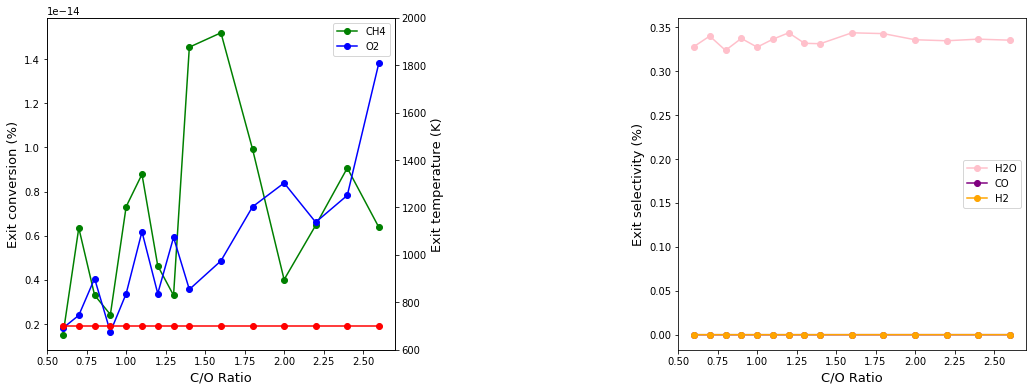 1e−14
CH4
O2
Exit conversion (%)
1.4
1.2
1.0
0.8
0.6
0.4
0.2
2000
1800
1600
1400
1200
1000
800
600
Exit temperature (K)
0.50 0.75 1.00 1.25 1.50 1.75 2.00 2.25 2.50
C/O Ratio
Exit selectivity (%)
0.35
0.30
0.25
0.20
0.15
0.10
0.05
0.00
H2O
CO
H2
0.50 0.75 1.00 1.25 1.50 1.75 2.00 2.25 2.50
C/O Ratio